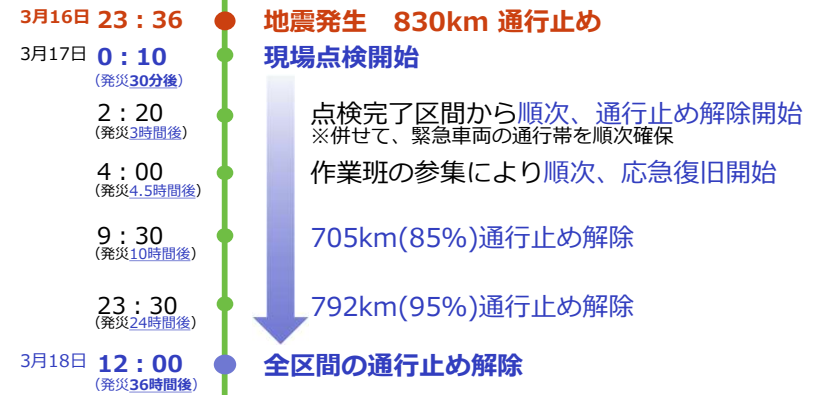 3月16日 23：36 地震発生 830km 通行止め
3月17日 0：10 現場点検開始
(発災30分後)
2：20 点検完了区間から順次、通行止め解除開始
(発災3時間後) ※併せて、緊急車両の通行帯を順次確保
4：00 作業班の参集により順次、応急復旧開始
(発災4.5時間後)
9：30 705km(85%)通行止め解除
(発災10時間後)
23：30 792km(95%)通行止め解除
(発災24時間後)
3月18日 12：00 全区間の通行止め解除
(発災36時間後)